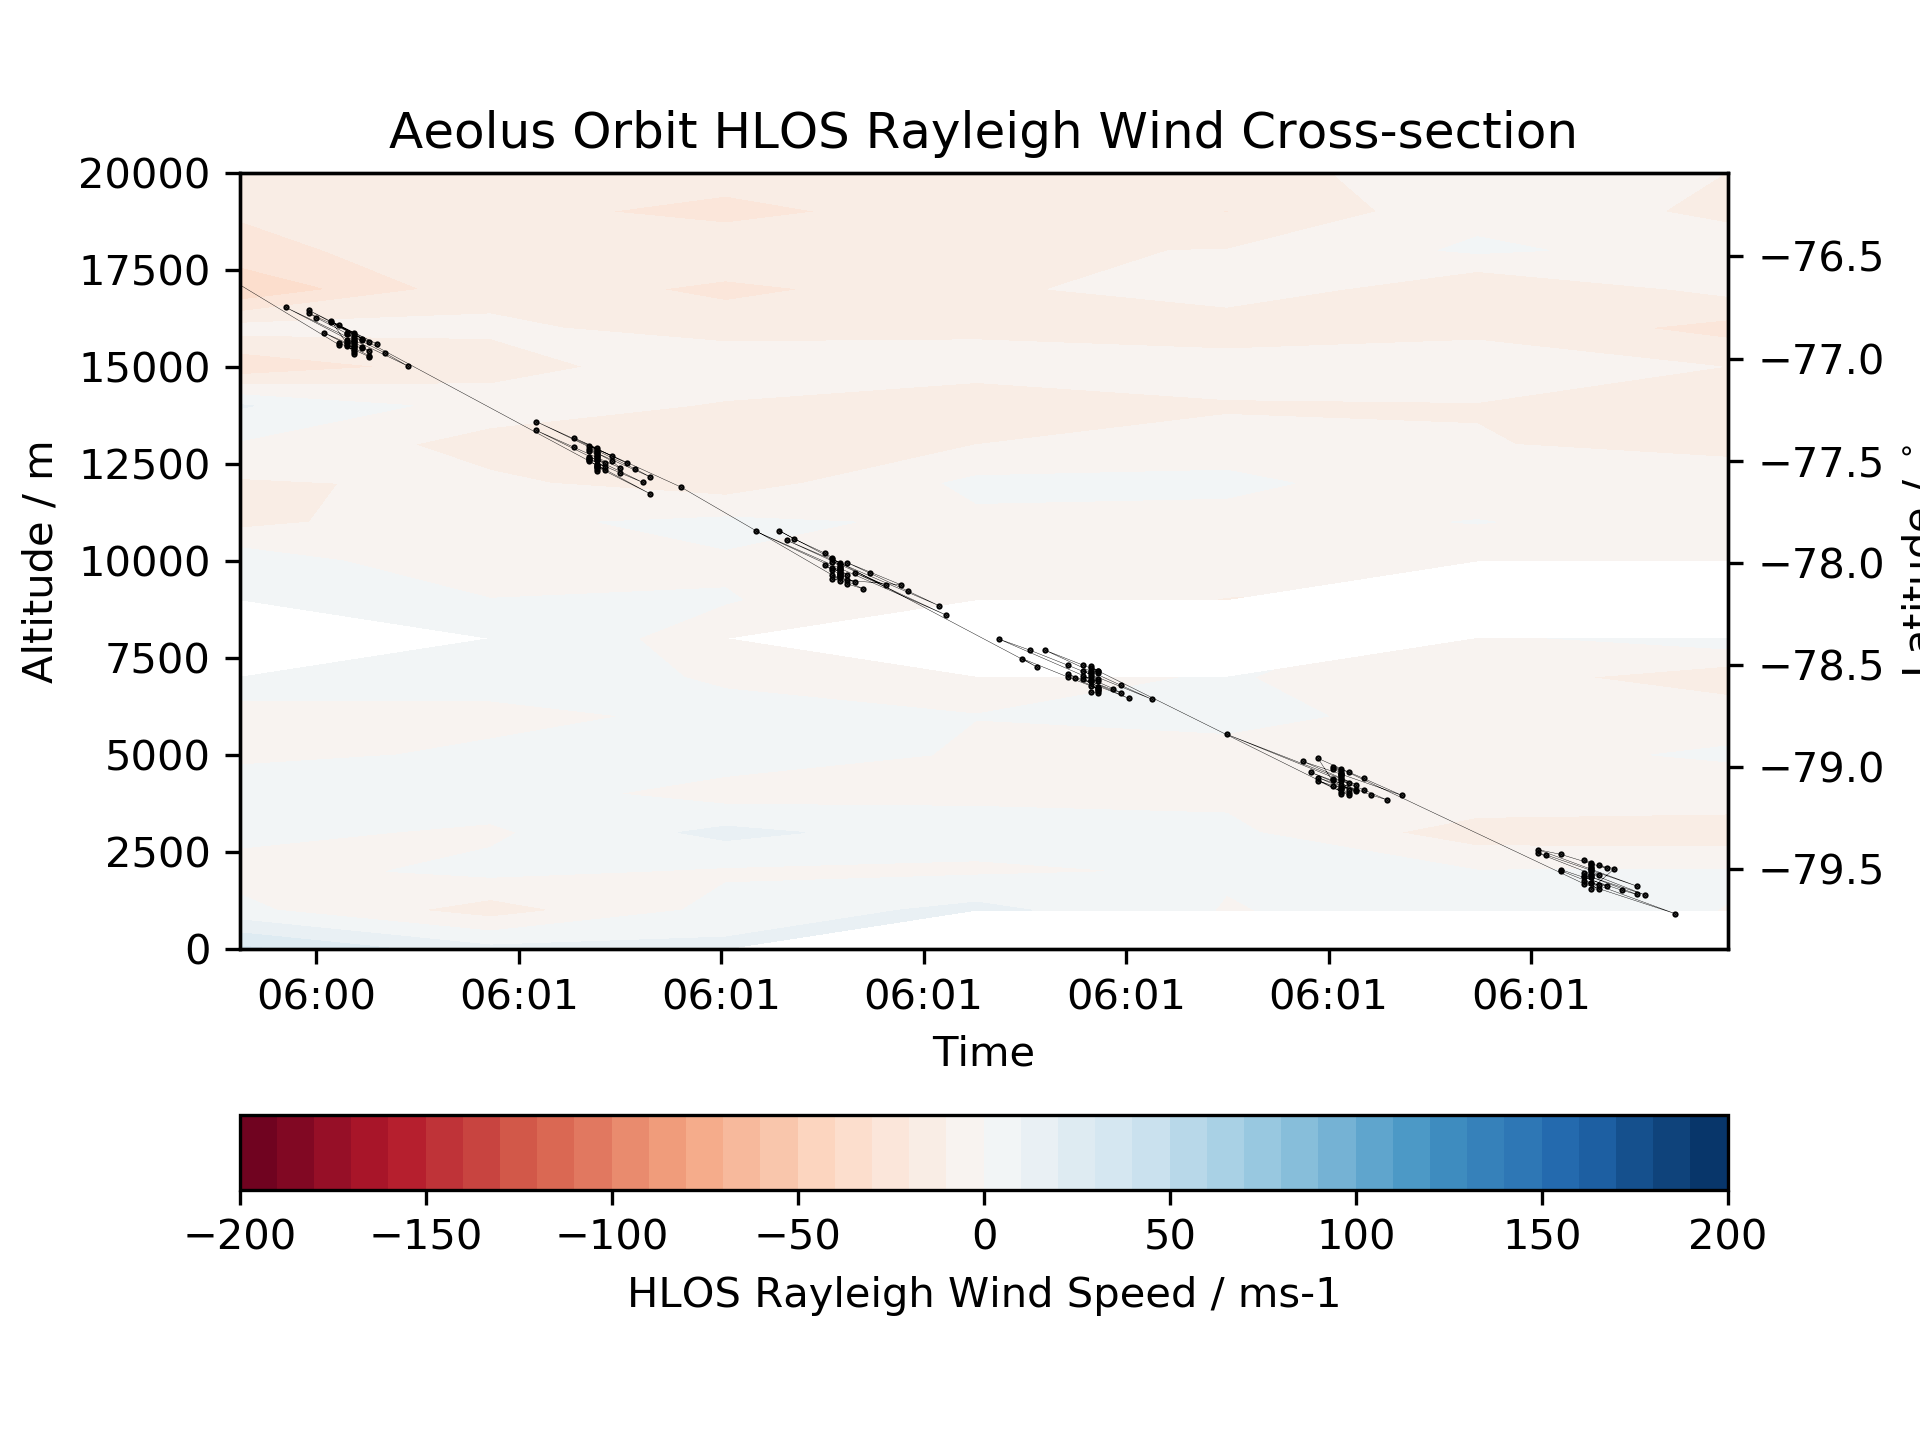 Aeolus Orbit HLOS Rayleigh Wind Cross-section
20000
17500
15000
12500
10000
7500
5000
2500
0
Altitude / m
−76.5
−77.0
−77.5
−78.0
−78.5
−79.0
−79.5
Latitude / °
06:00 06:01 06:01 06:01 06:01 06:01 06:01
Time
−200 −150 −100 −50 0 50 100 150 200
HLOS Rayleigh Wind Speed / ms-1